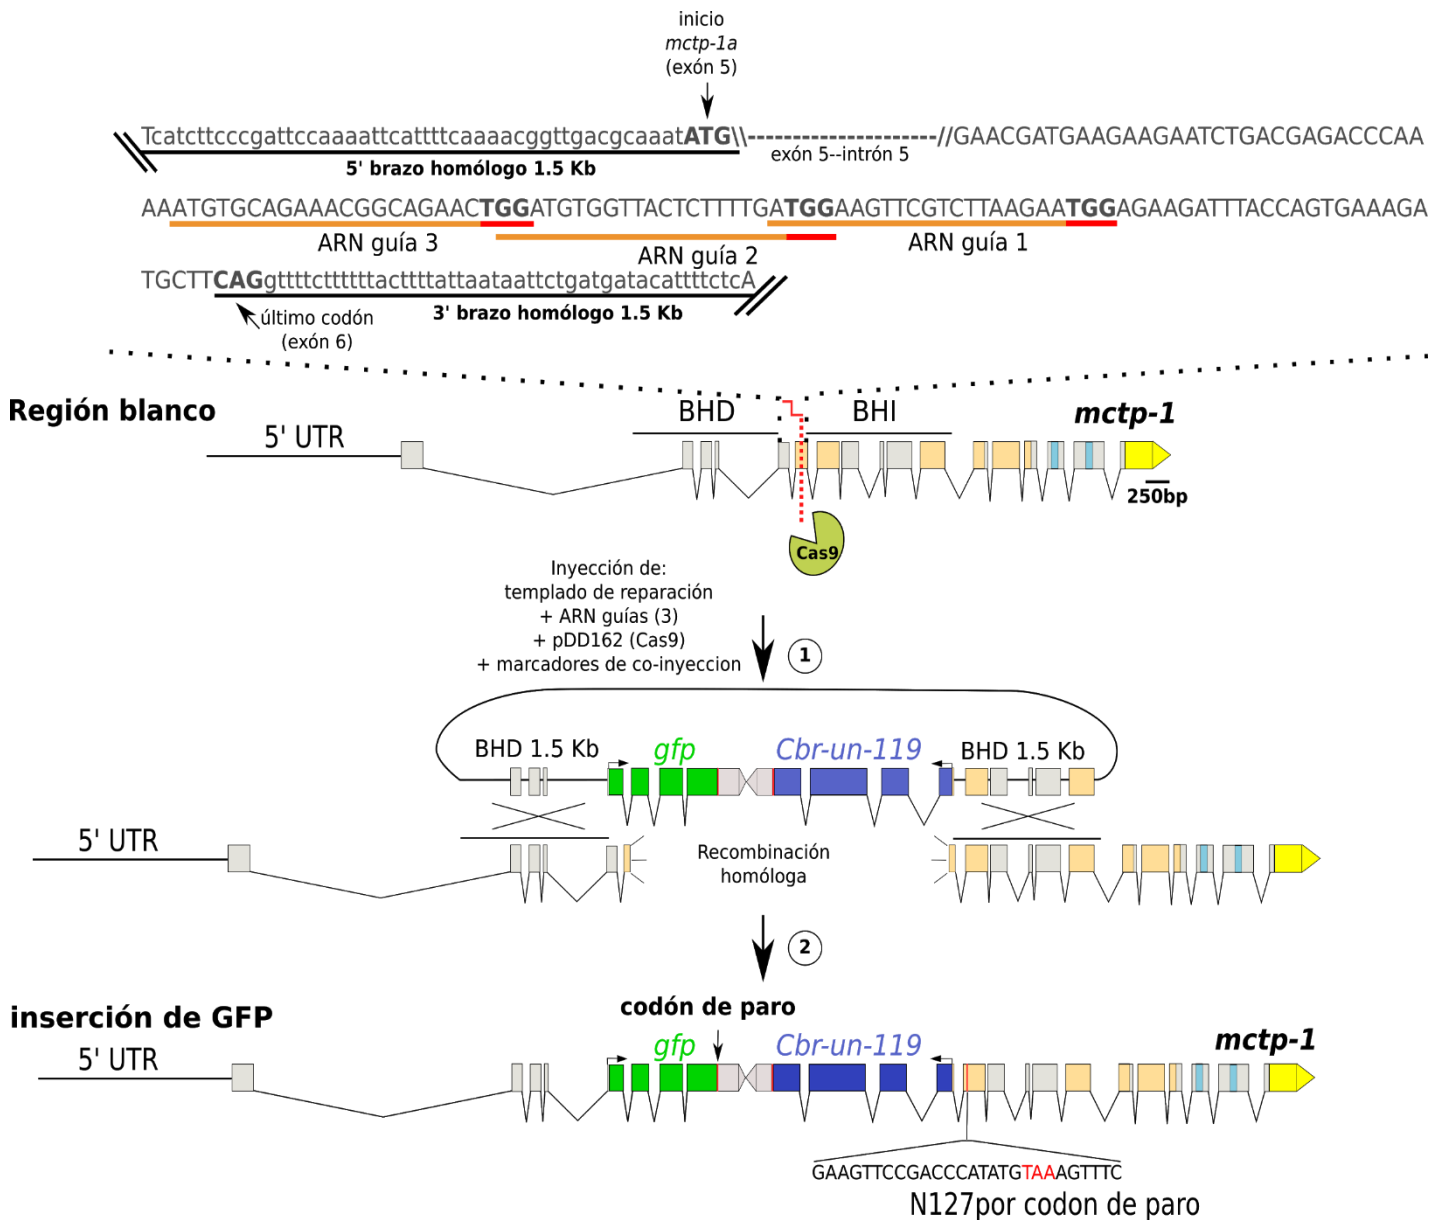 inicio
mctp-1a
(exón 5)
TcatcttcccgattccaaaattcattttcaaaacggttgacgcaaatATG\\----------------------//GAACGATGAAGAAGAATCTGACGAGACCCAA
exón 5--intrón 5
5' brazo homólogo 1.5 Kb
AAATGTGCAGAAACGGCAGAACTGGATGTGGTTACTCTTTTGATGGAAGTTCGTCTTAAGAATGGAGAAGATTTACCAGTGAAAGA
ARN guía 3
ARN guía 2
ARN guía 1
TGCTTCAGgttttcttttttacttttattaataattctgatgatacattttctcA
3' brazo homólogo 1.5 Kb
último codón
(exón 6)
Región blanco
BHD
BHI
mctp-1
5' UTR
250bp
Cas9
Inyección de:
templado de reparación
+ ARN guías (3)
+ pDD162 (Cas9)
+ marcadores de co-inyeccion
1
BHD 1.5 Kb
gfp
Cbr-un-119
BHD 1.5 Kb
5' UTR
Recombinación
homóloga
2
codón de paro
inserción de GFP
gfp
Cbr-un-119
mctp-1
5' UTR
GAAGTTCCGACCCATATGTAAAGTTTC
N127por codon de paro